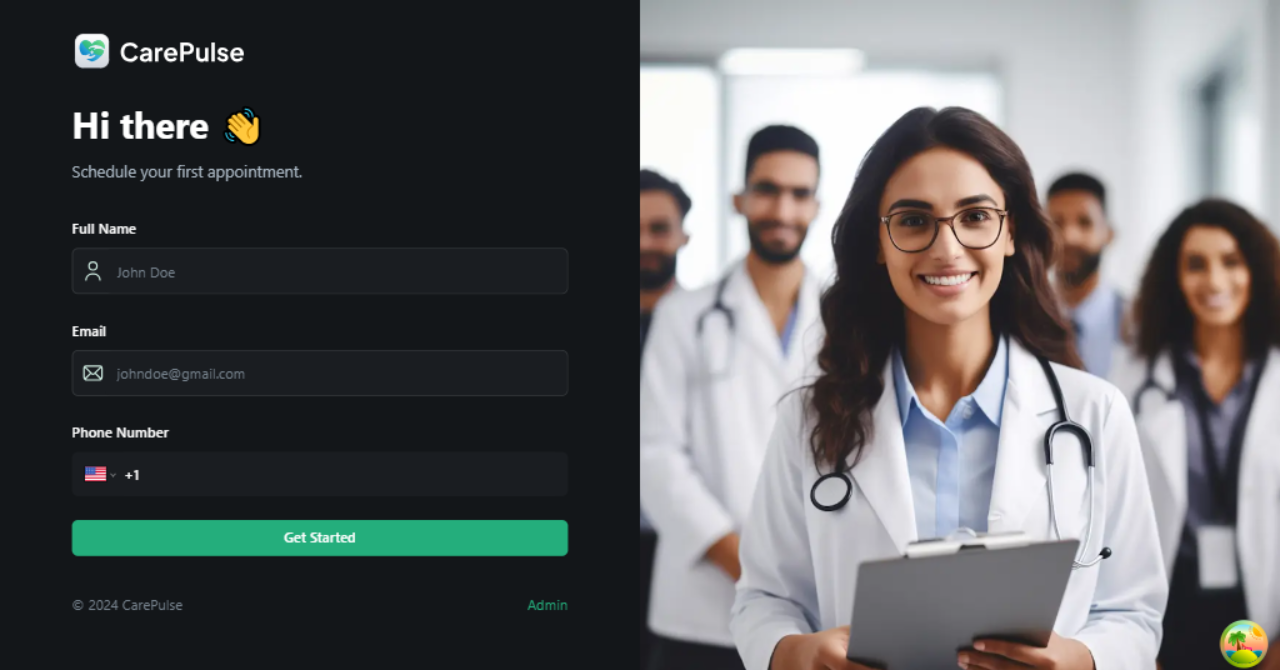 CarePulse
Hi there 👋
Schedule your first appointment.
Full Name
John Doe
Email
johndoe@gmail.com
Phone Number
+1
Get Started
© 2024 CarePulse
Admin